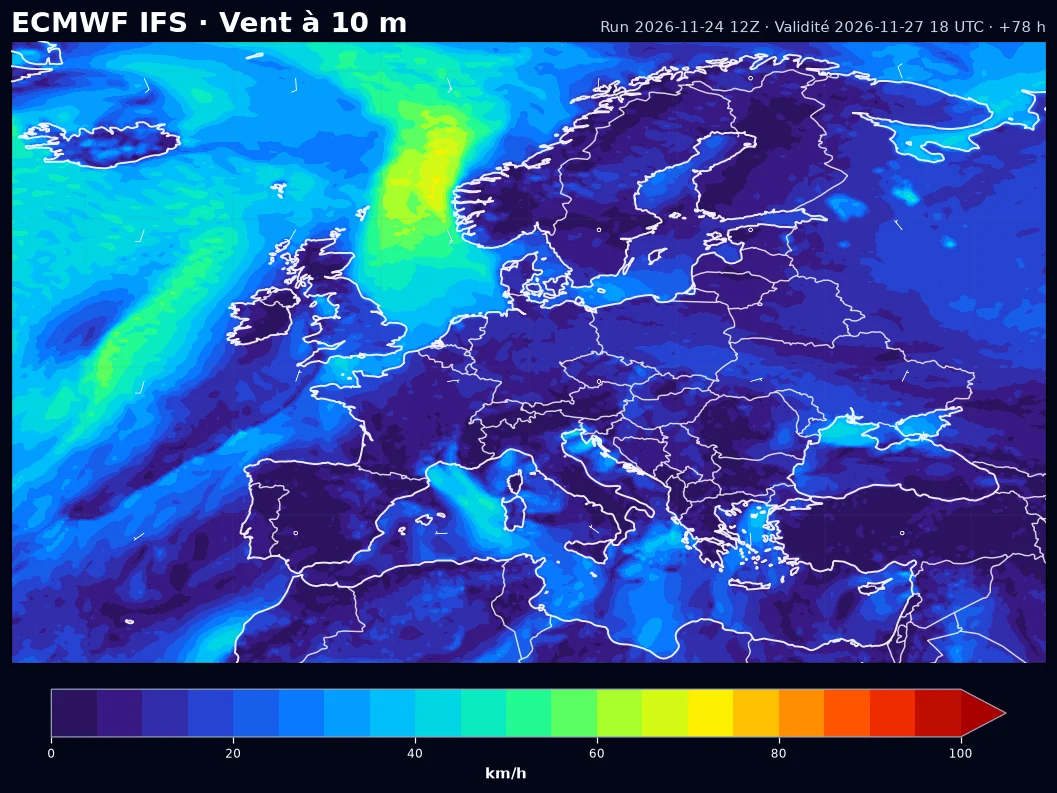 ECMWF IFS · Vent à 10 m
Run 2026-11-24 12Z · Validité 2026-11-27 18 UTC · +78 h
0 20 40 60 80 100
km/h